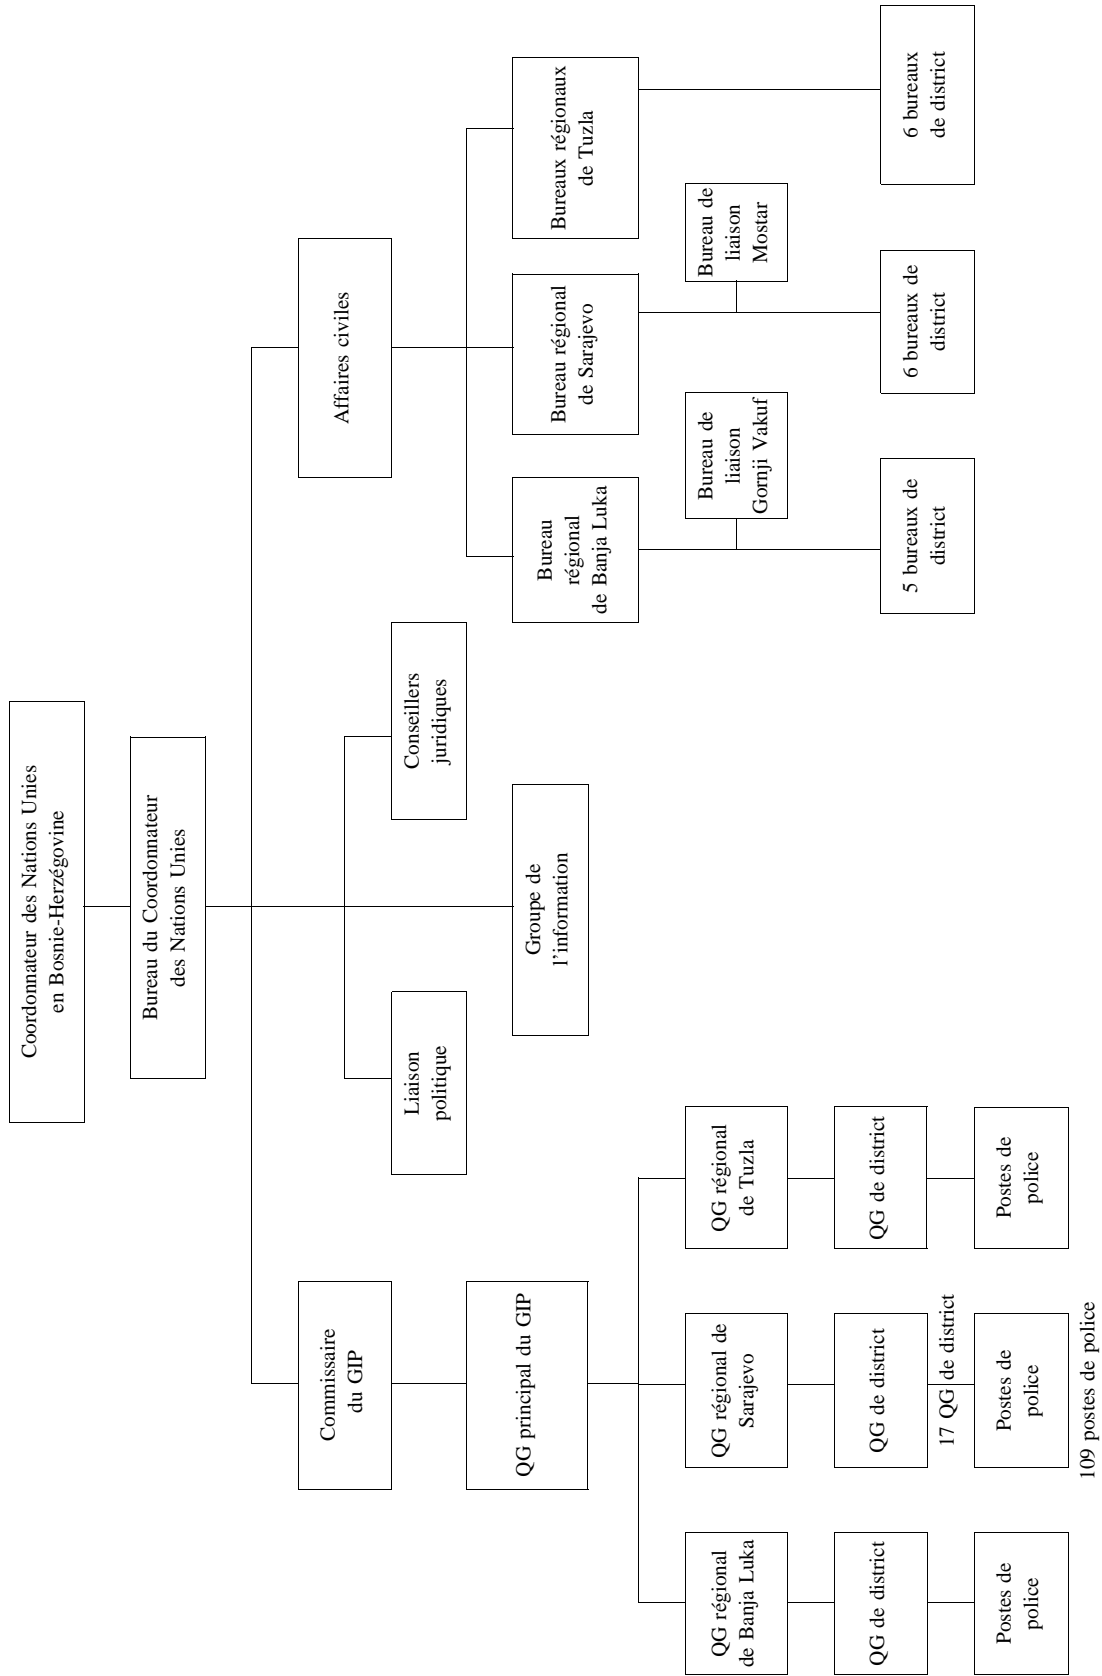 Coordonnateur des Nations Unies
en Bosnie-Herzégovine
Bureau du Coordonnateur
des Nations Unies
Commissaire
du GIP
Affaires civiles
Liaison
politique
Conseillers
juridiques
QG principal du GIP
Groupe de
l'information
Bureau
régional
de Banja Luka
Bureau régional
de Sarajevo
Bureaux régionaux
de Tuzla
QG régional
de Banja Luka
QG régional de
Sarajevo
QG régional
de Tuzla
Bureau de
liaison
Gornji Vakuf
Bureau de
liaison
Mostar
QG de district
QG de district
QG de district
17 QG de district
5 bureaux de
district
6 bureaux de
district
6 bureaux
de district
Postes de
police
Postes de
police
Postes de
police
109 postes de police